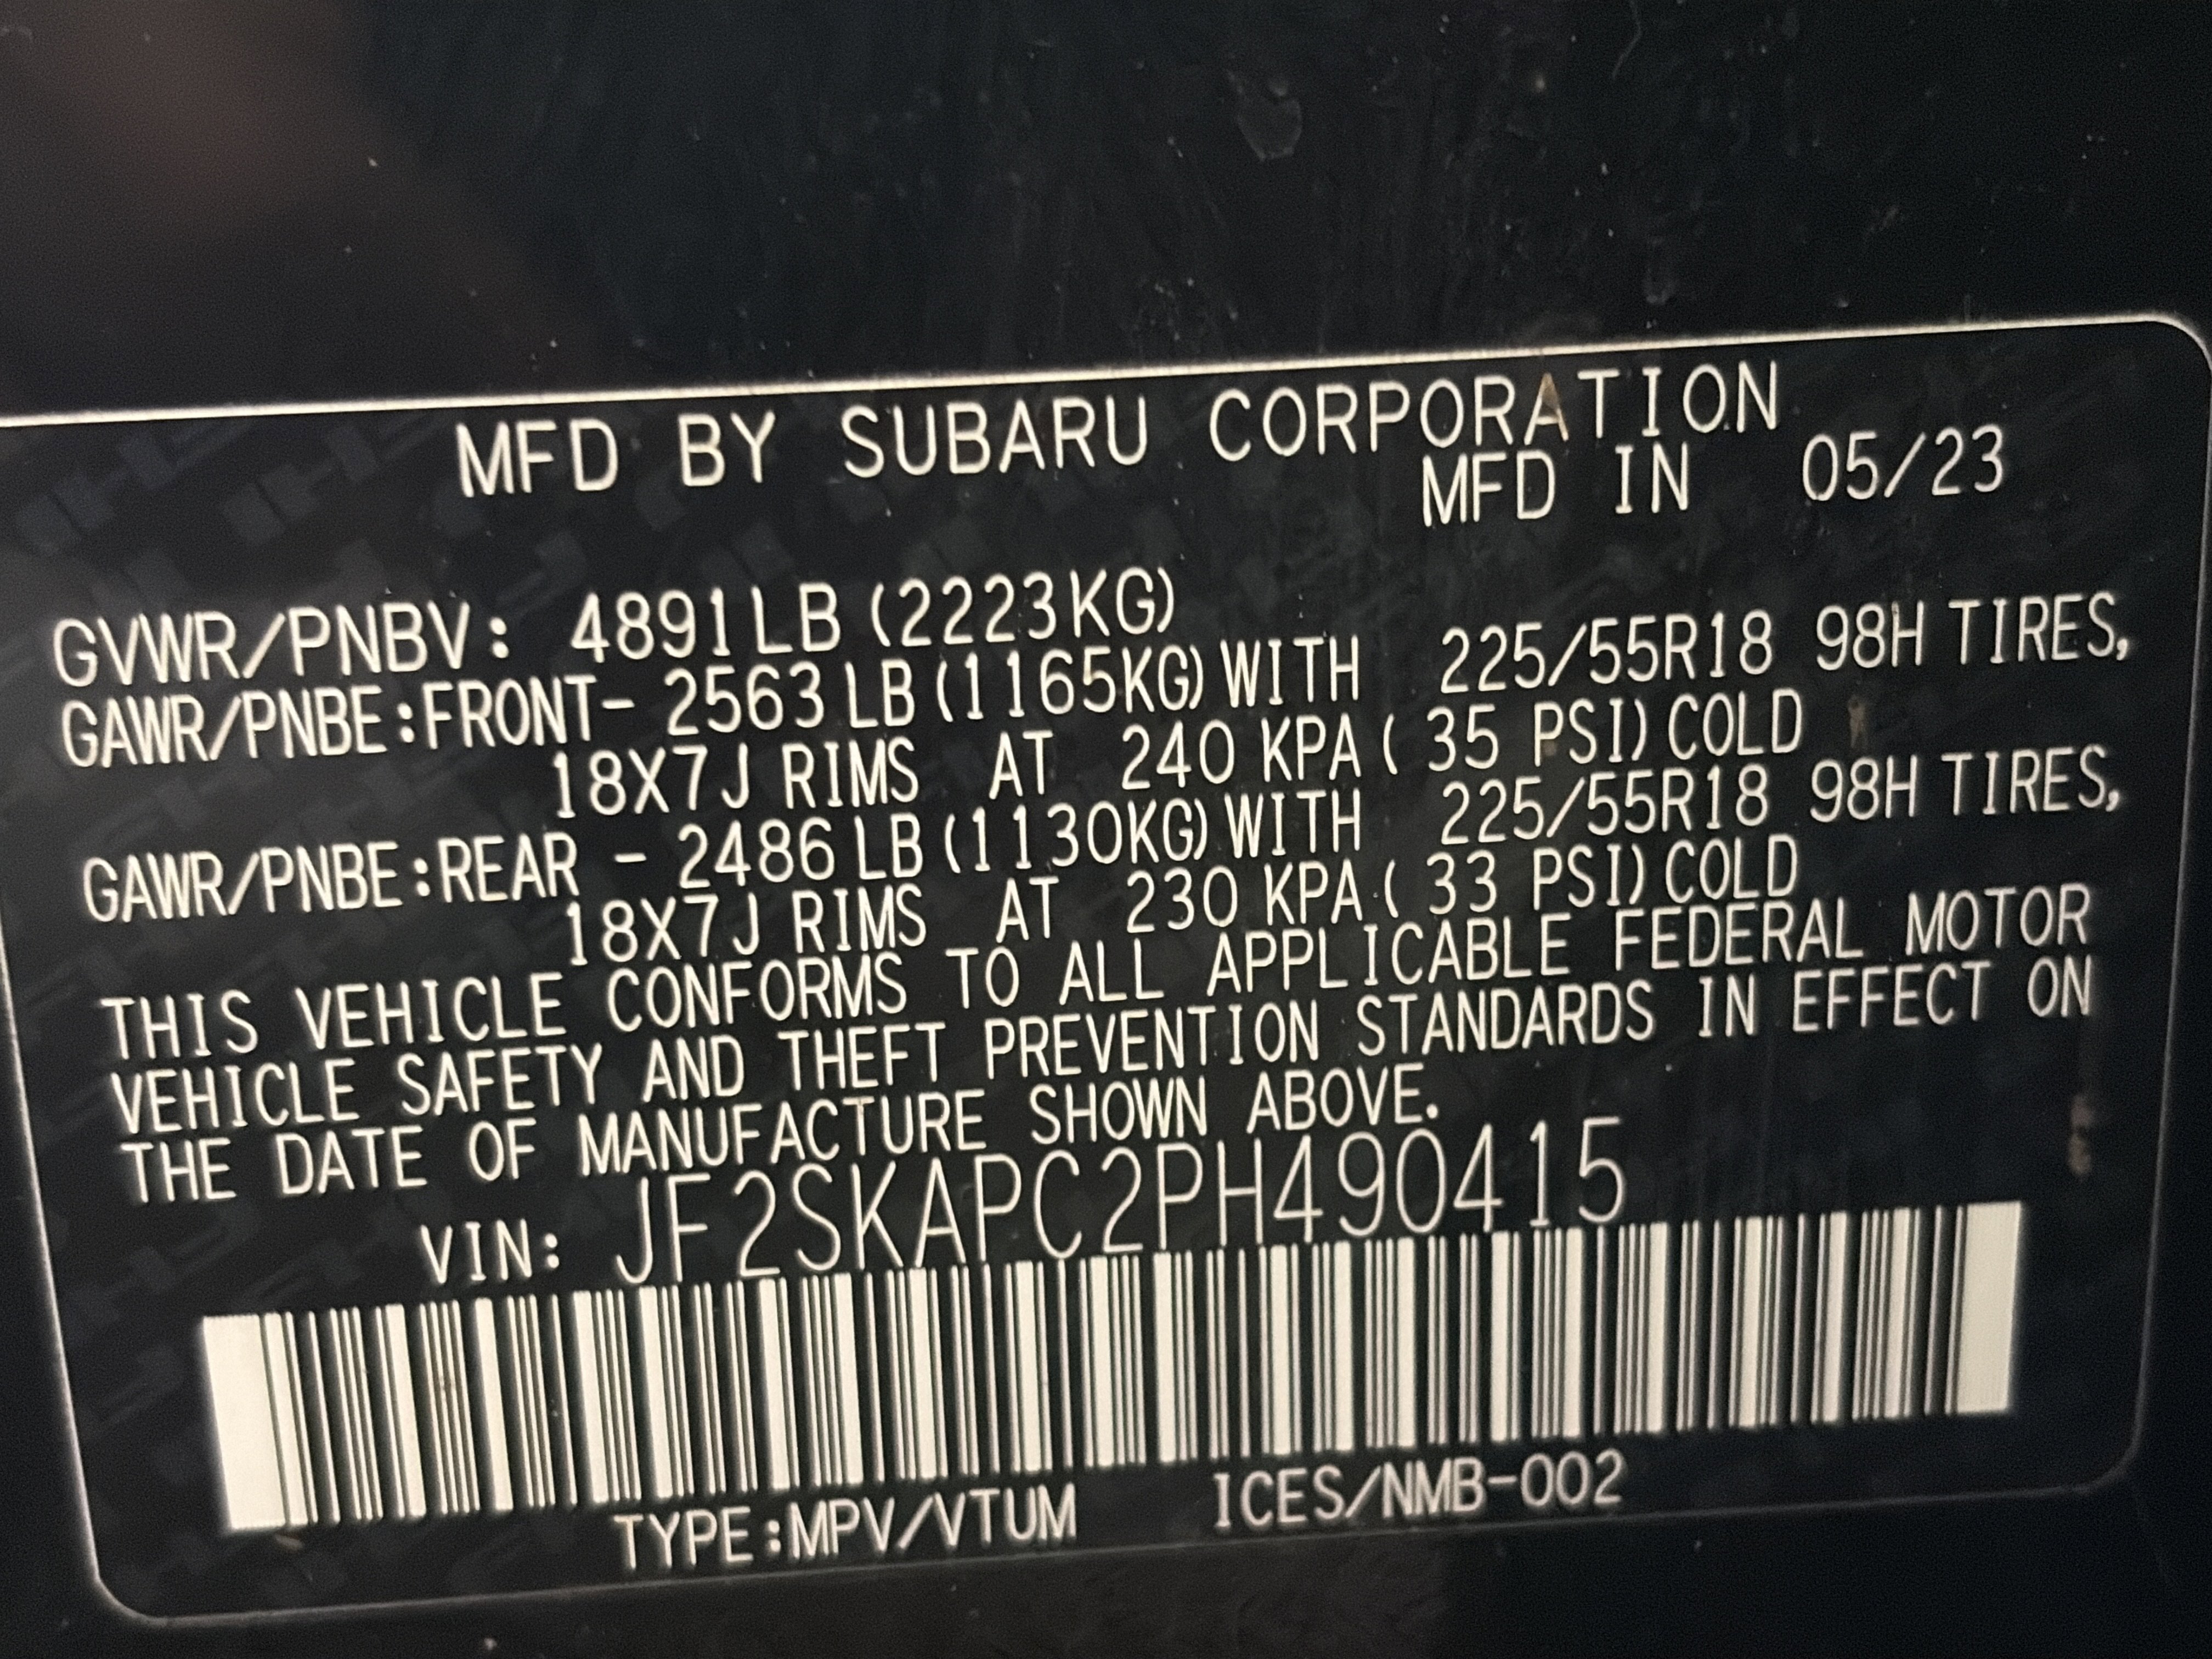 MFD BY SUBARU CORPORATION
MFD IN 05/23
GVWR/PNBV: 4891LB (2223KG)
GAWR/PNBE:FRONT- 2563LB (1165KG) WITH 225/55R18 98H TIRES,
18X7J RIMS AT 240 KPA ( 35 PSI) COLD
GAWR/PNBE:REAR - 2486LB (1130KG) WITH 225/55R18 98H TIRES,
18X7J RIMS AT 230 KPA ( 33 PSI) COLD
THIS VEHICLE CONFORMS TO ALL APPLICABLE FEDERAL MOTOR
VEHICLE SAFETY AND THEFT PREVENTION STANDARDS IN EFFECT ON
THE DATE OF MANUFACTURE SHOWN ABOVE.
VIN: JF2SKAPC2PH490415
TYPE:MPV/VTUM ICES/NMB-002